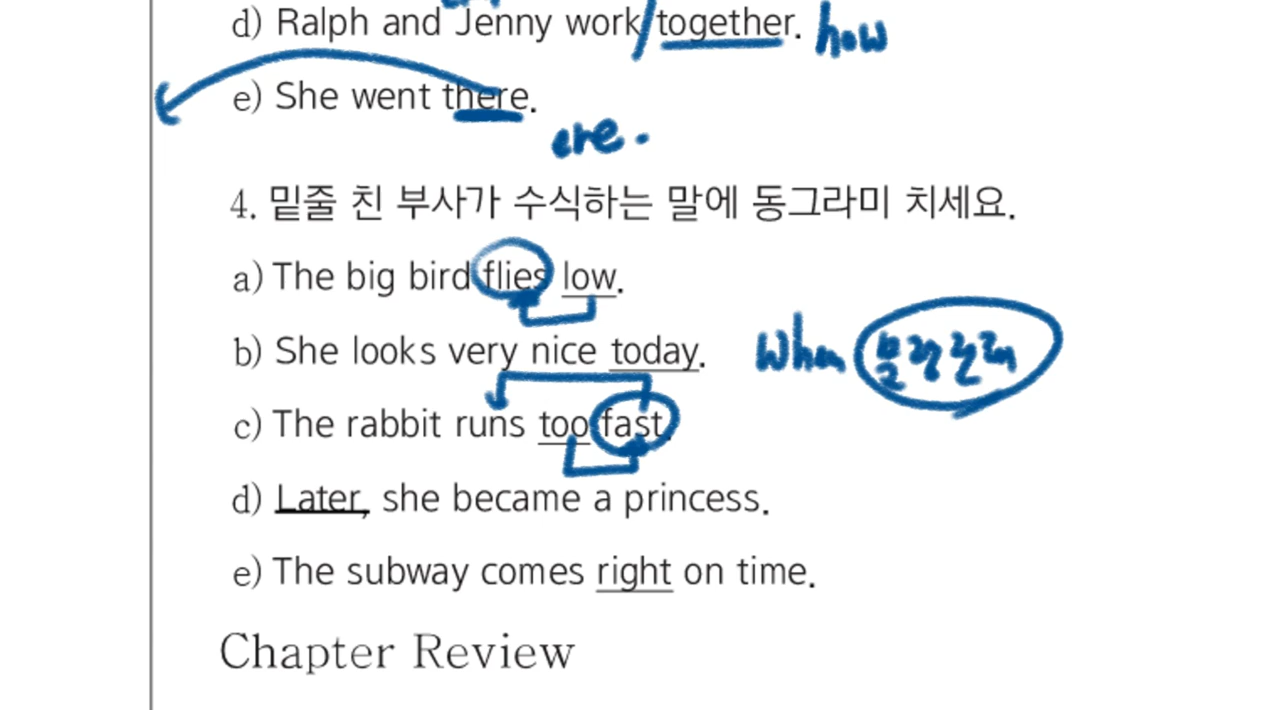 d) Ralph and Jenny work/together. how
e) She went there.
ere.
4. 밑줄 친 부사가 수식하는 말에 동그라미 치세요.
a) The big bird flies low.
b) She looks very nice today. When
c) The rabbit runs too fast.
d) Later, she became a princess.
e) The subway comes right on time.
Chapter Review